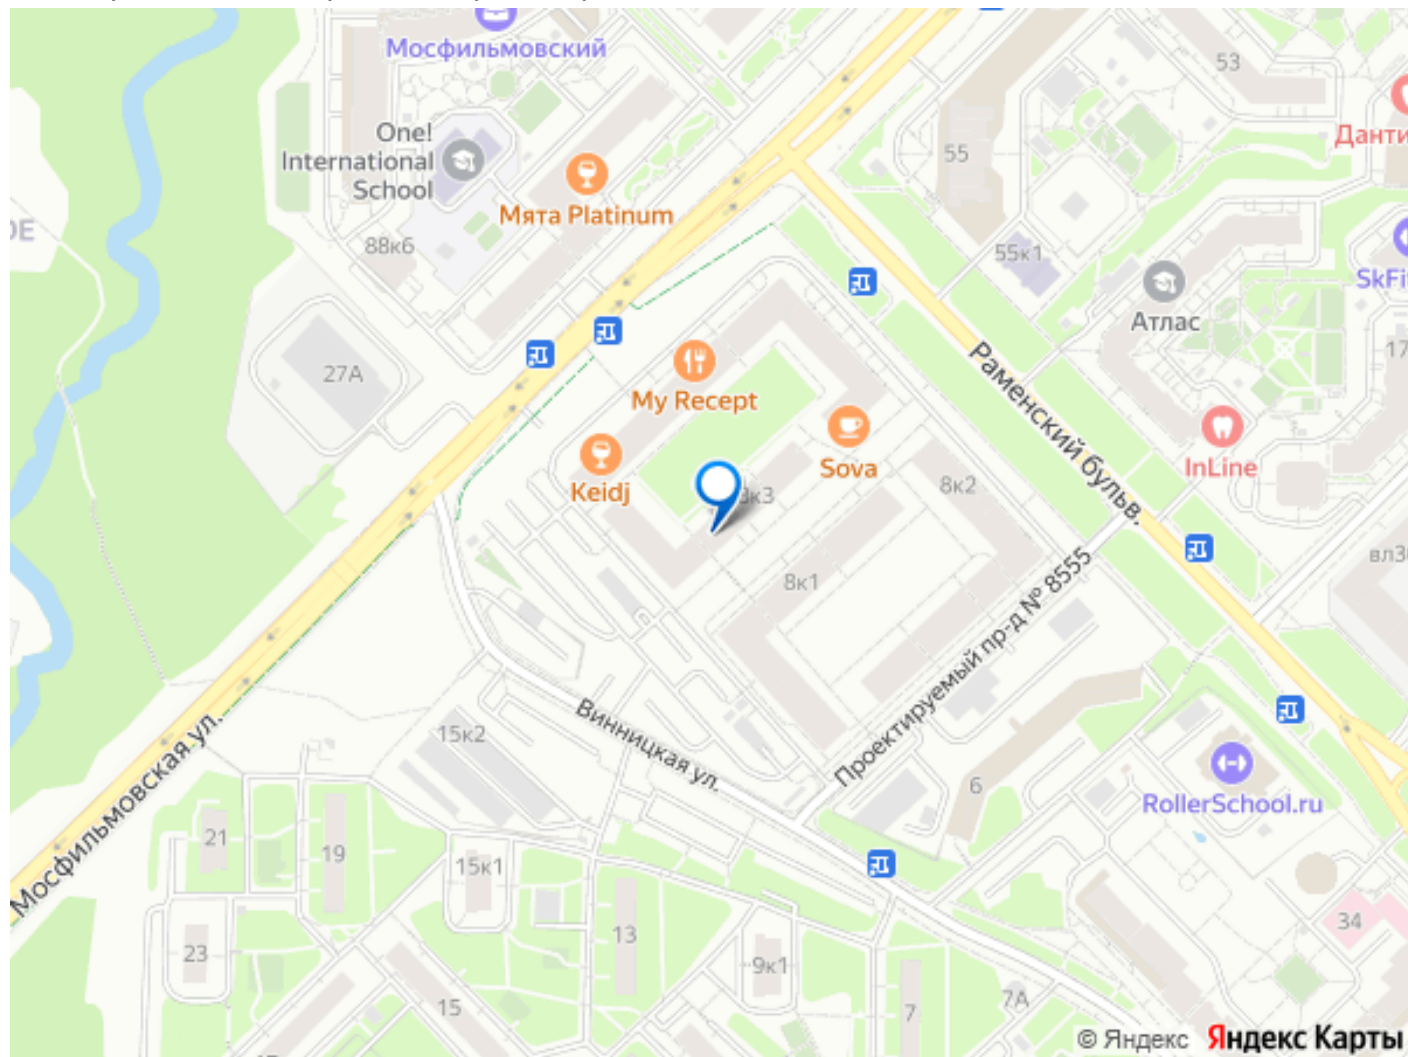 Мосфильмовский
53
One!
International
School
Данти
55
Мята Platinum
88к6
55к1
SkFi
Атлас
27А
17
My Recept
Раменский бульв.
InLine
Sova
Keidj
8к3
8к2
8к1
Проектируемый пр-д № 8555
вл3
Винницкая ул.
15к2
Мосфильмовская ул.
6
RollerSchool.ru
21
19
15к1
34
13
23
9к1
15
7
7А
© Яндекс Яндекс Карты